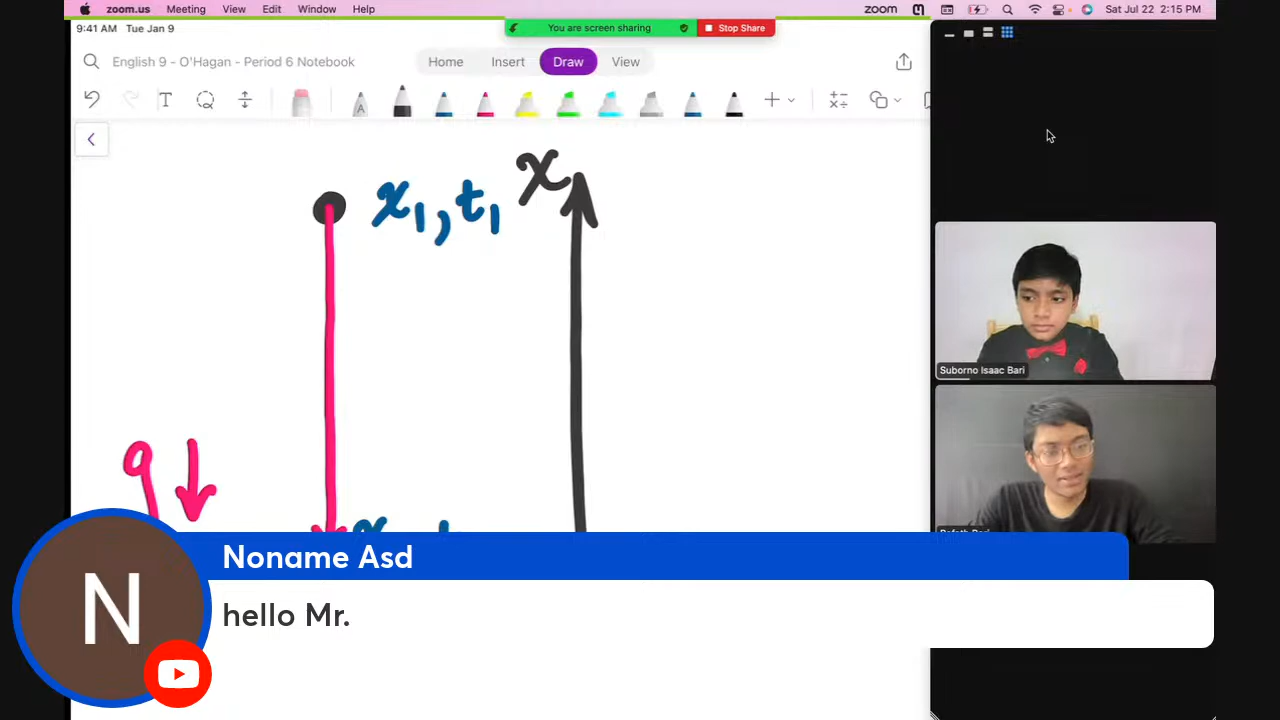 zoom.us Meeting View Edit Window Help
zoom Sat Jul 22 2:15 PM
9:41 AM Tue Jan 9
You are screen sharing Stop Share
English 9 - O'Hagan - Period 6 Notebook
Home Insert Draw View
T
A
x₁, t₁
x
g
Suborno Isaac Bari
Noname Asd
N
hello Mr.